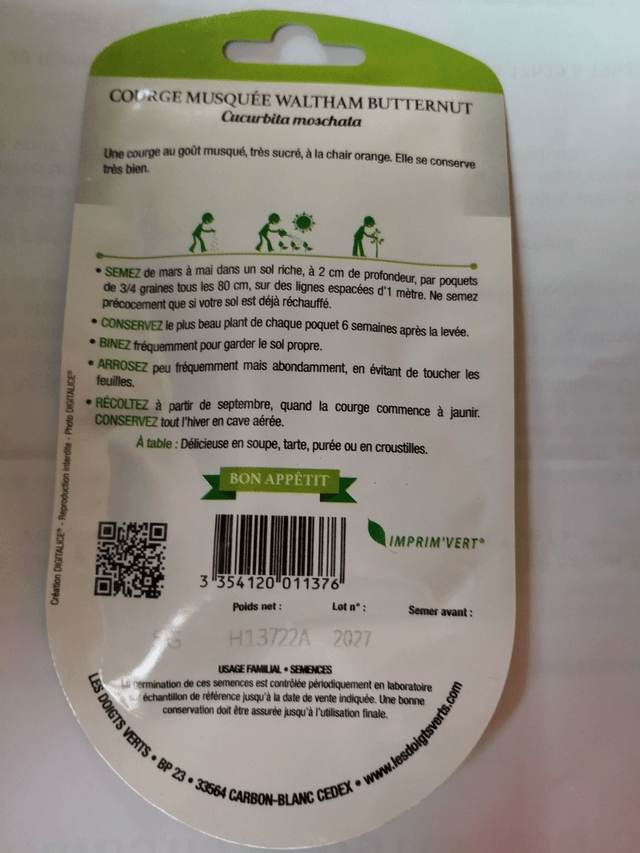 COURGE MUSQUÉE WALTHAM BUTTERNUT
Cucurbita moschata
Une courge au goût musqué, très sucré, à la chair orange. Elle se conserve
très bien.
• SEMEZ de mars à mai dans un sol riche, à 2 cm de profondeur, par poquets
de 3/4 graines tous les 80 cm, sur des lignes espacées d'1 mètre. Ne semez
précocement que si votre sol est déjà réchauffé.
• CONSERVEZ le plus beau plant de chaque poquet 6 semaines après la levée.
• BINEZ fréquemment pour garder le sol propre.
• ARROSEZ peu fréquemment mais abondamment, en évitant de toucher les
feuilles.
• RÉCOLTEZ à partir de septembre, quand la courge commence à jaunir.
CONSERVEZ tout l'hiver en cave aérée.
À table : Délicieuse en soupe, tarte, purée ou en croustilles.
BON APPÉTIT
Création DIGITALICE® - Reproduction interdite - Photo DIGITALICE®
IMPRIM'VERT®
3 354120 011376
Poids net : Lot n° : Semer avant :
5G H13722A 2027
USAGE FAMILIAL • SEMENCES
La germination de ces semences est contrôlée périodiquement en laboratoire
échantillon de référence jusqu'à la date de vente indiquée. Une bonne
conservation doit être assurée jusqu'à l'utilisation finale.
LES DOIGTS VERTS • BP 23 • 33564 CARBON-BLANC CEDEX • www.lesdoigtsverts.com